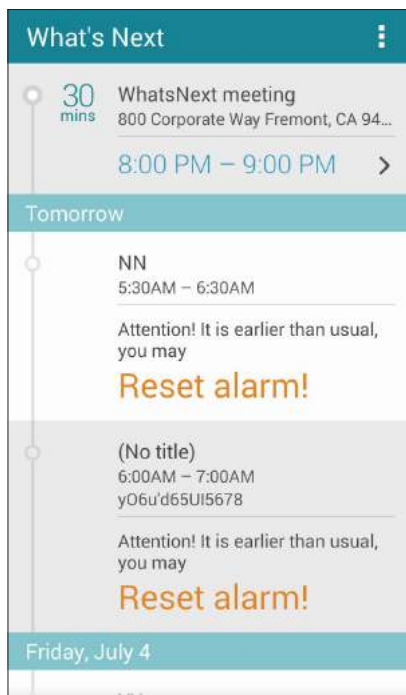 What's Next
30
mins
WhatsNext meeting
800 Corporate Way Fremont, CA 94...
8:00 PM – 9:00 PM
Tomorrow
NN
5:30AM – 6:30AM
Attention! It is earlier than usual,
you may
Reset alarm!
(No title)
6:00AM – 7:00AM
yO6u'd65UI5678
Attention! It is earlier than usual,
you may
Reset alarm!
Friday, July 4